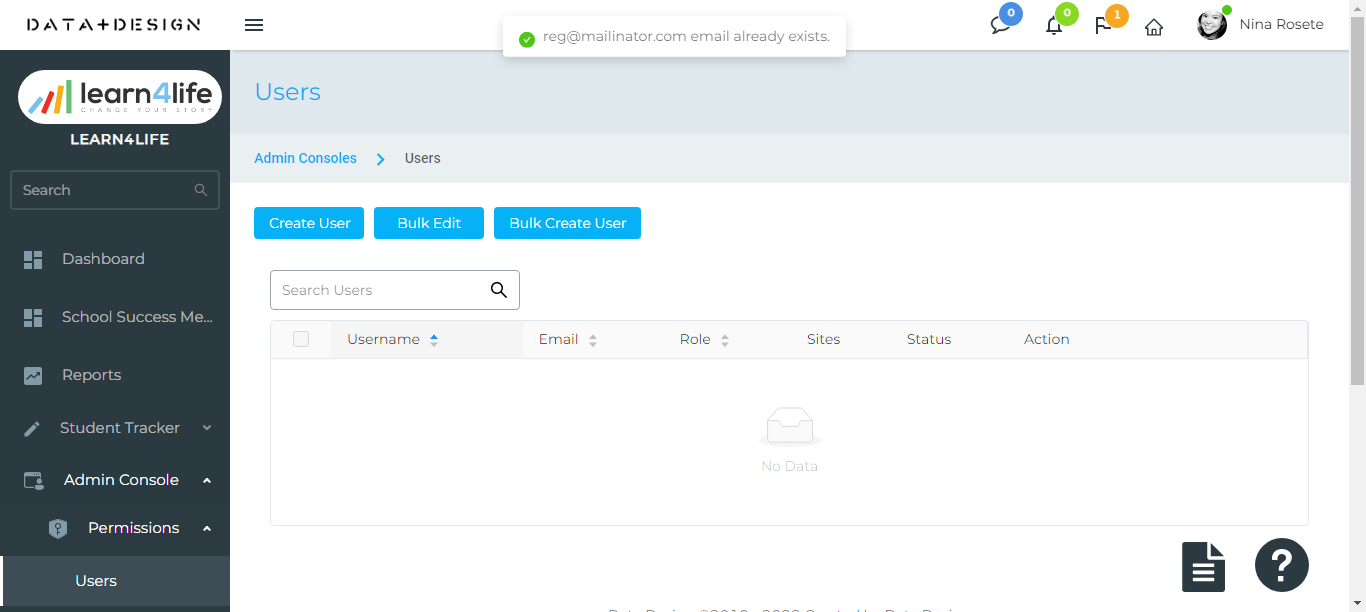 DATA+DESIGN
reg@mailinator.com email already exists.
0
0
1
Nina Rosete
learn4life
CHANGE YOUR STORY
LEARN4LIFE
Search
Dashboard
School Success Me...
Reports
Student Tracker
Admin Console
Permissions
Users
Users
Admin Consoles
Users
Create User
Bulk Edit
Bulk Create User
Search Users
Username
Email
Role
Sites
Status
Action
No Data
?